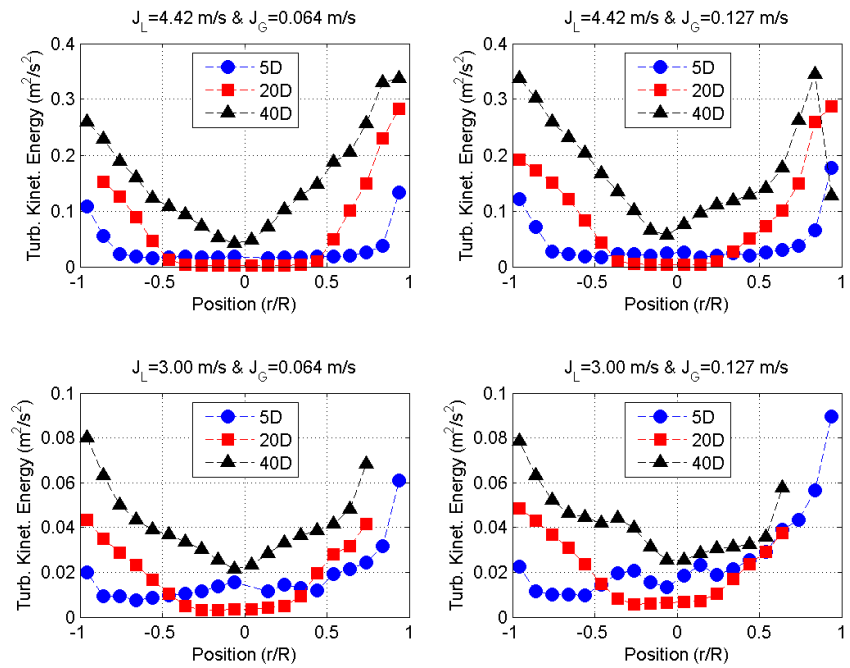 J_L=4.42 m/s & J_G=0.064 m/s
Turb. Kinet. Energy (m²/s²)
0.4
0.3
0.2
0.1
0
5D
20D
40D
-1 -0.5 0 0.5 1
Position (r/R)
J_L=4.42 m/s & J_G=0.127 m/s
Turb. Kinet. Energy (m²/s²)
0.4
0.3
0.2
0.1
0
5D
20D
40D
-1 -0.5 0 0.5 1
Position (r/R)
J_L=3.00 m/s & J_G=0.064 m/s
Turb. Kinet. Energy (m²/s²)
0.1
0.08
0.06
0.04
0.02
0
5D
20D
40D
-1 -0.5 0 0.5 1
Position (r/R)
J_L=3.00 m/s & J_G=0.127 m/s
Turb. Kinet. Energy (m²/s²)
0.1
0.08
0.06
0.04
0.02
0
5D
20D
40D
-1 -0.5 0 0.5 1
Position (r/R)